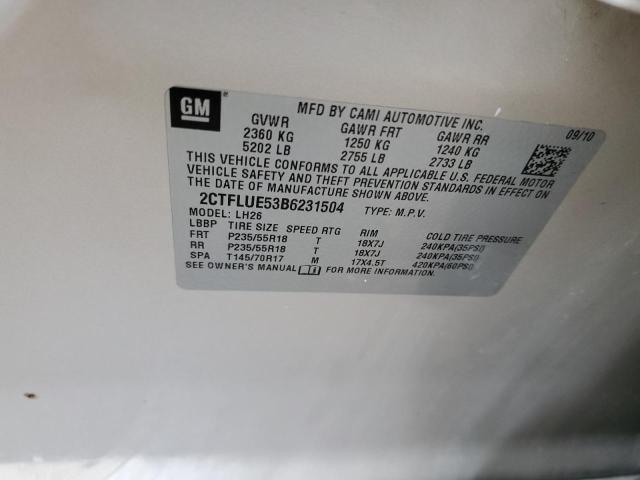 GM
MFD BY CAMI AUTOMOTIVE INC.
09/10
GVWR GAWR FRT GAWR RR
2360 KG 1250 KG 1240 KG
5202 LB 2755 LB 2733 LB
THIS VEHICLE CONFORMS TO ALL APPLICABLE U.S. FEDERAL MOTOR
VEHICLE SAFETY AND THEFT PREVENTION STANDARDS IN EFFECT ON
THE DATE OF MANUFACTURE SHOWN ABOVE.
2CTFLUE53B6231504 TYPE: M.P.V.
MODEL: LH26
LBBP TIRE SIZE SPEED RTG RIM COLD TIRE PRESSURE
FRT P235/55R18 T 18X7J 240KPA(35PSI)
RR P235/55R18 T 18X7J 240KPA(35PSI)
SPA T145/70R17 M 17X4.5T 420KPA(60PSI)
SEE OWNER'S MANUAL FOR MORE INFORMATION.